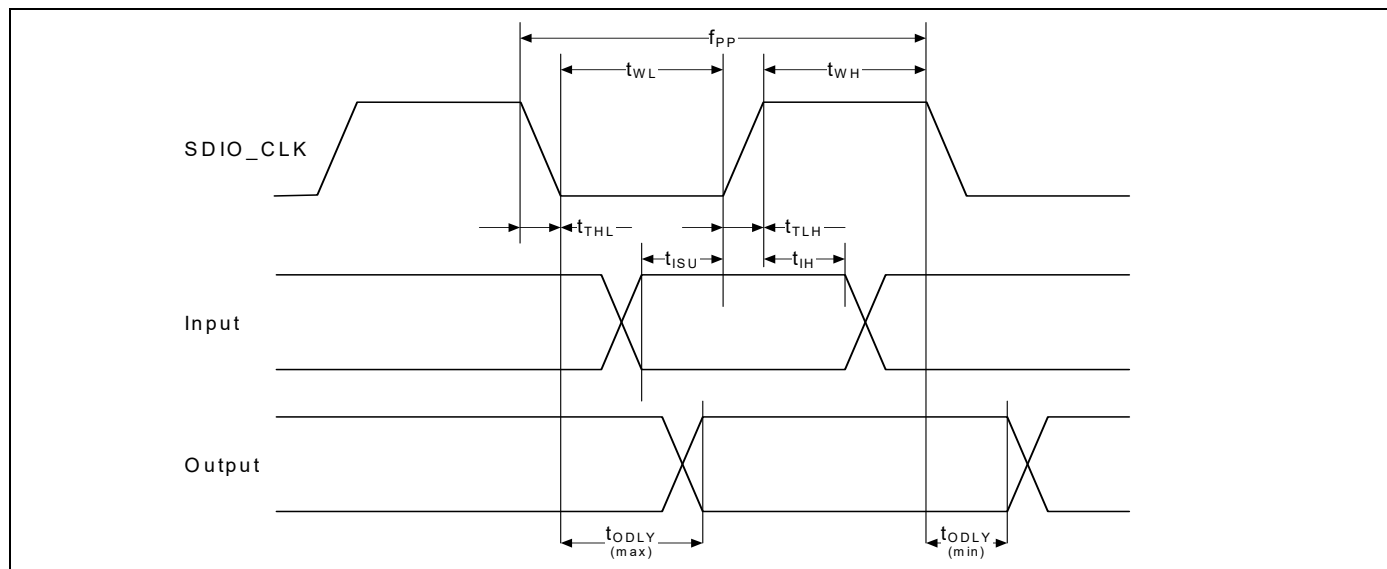 fPP
tWL
tWH
SDIO_CLK
tTHL
tTLH
tISU
tIH
Input
Output
tODLY
(max)
tODLY
(min)